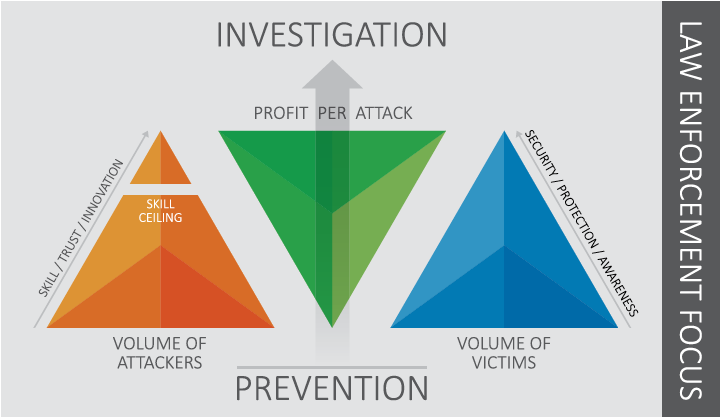 INVESTIGATION
PROFIT PER ATTACK
SKILL / TRUST / INNOVATION
SKILL
CEILING
SECURITY / PROTECTION / AWARENESS
VOLUME OF
ATTACKERS
VOLUME OF
VICTIMS
PREVENTION
LAW ENFORCEMENT FOCUS